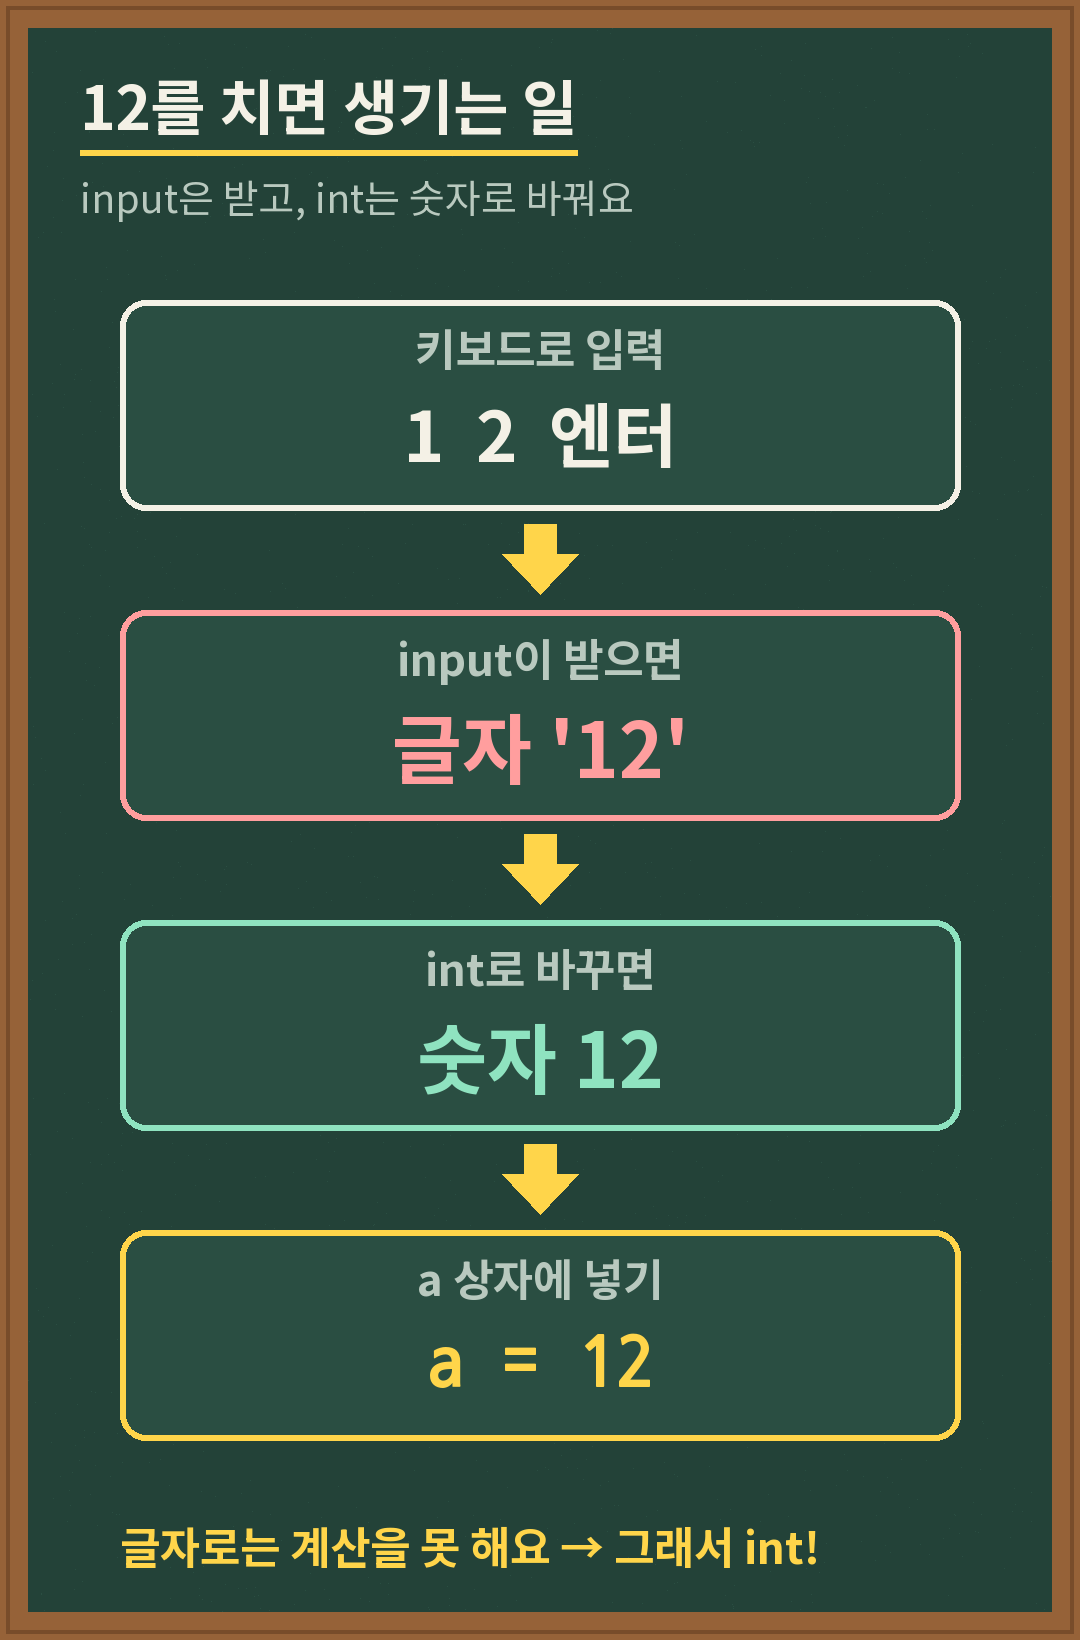 12를 치면 생기는 일
input은 받고, int는 숫자로 바꿔요
키보드로 입력
1 2 엔터
input이 받으면
글자 '12'
int로 바꾸면
숫자 12
a 상자에 넣기
a = 12
글자로는 계산을 못 해요 → 그래서 int!